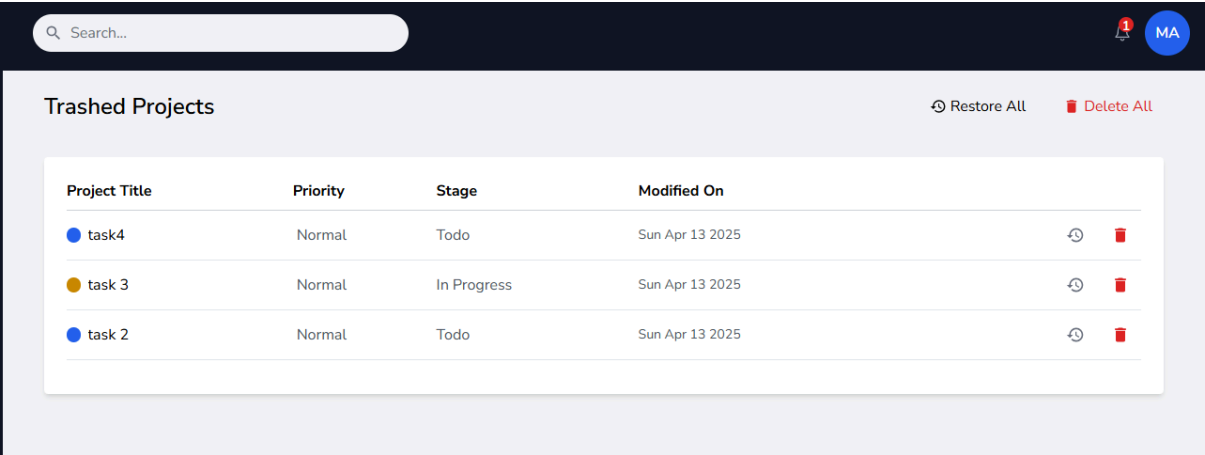 Search...
1
MA
Trashed Projects
Restore All
Delete All
Project Title Priority Stage Modified On
task4 Normal Todo Sun Apr 13 2025
task 3 Normal In Progress Sun Apr 13 2025
task 2 Normal Todo Sun Apr 13 2025